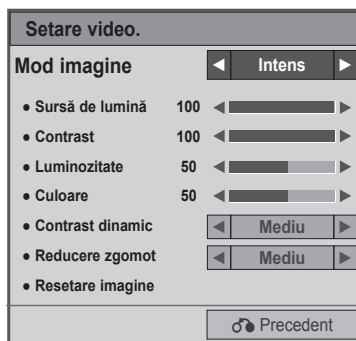 Setare video.
Mod imagine ◄ Intens ►
● Sursă de lumină 100 ◄ ►
● Contrast 100 ◄ ►
● Luminozitate 50 ◄ ►
● Culoare 50 ◄ ►
● Contrast dinamic ◄ Mediu ►
● Reducere zgomot ◄ Mediu ►
● Resetare imagine
Precedent